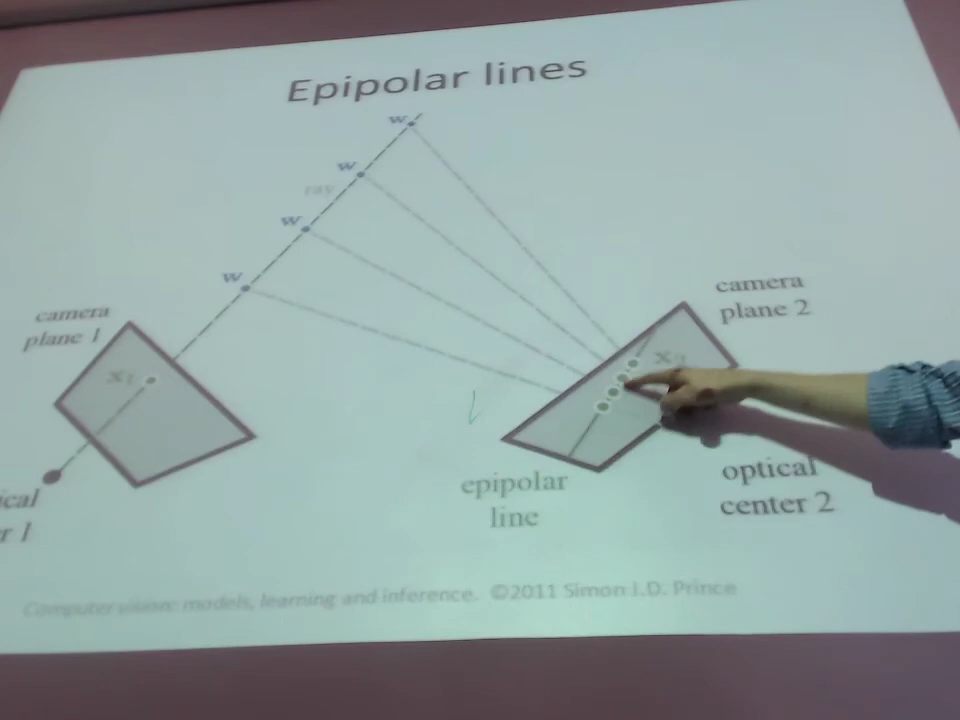 Epipolar lines
w
w
ray
w
w
camera
plane 1
camera
plane 2
x1
x2
epipolar
line
optical
center 2
ical
r 1
Computer vision: models, learning and inference. ©2011 Simon J.D. Prince